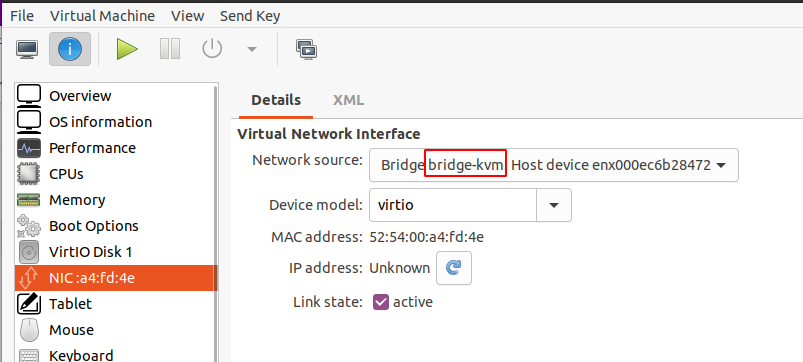 File Virtual Machine View Send Key
Overview
OS information
Performance
CPUs
Memory
Boot Options
VirtIO Disk 1
NIC :a4:fd:4e
Tablet
Mouse
Keyboard
Details XML
Virtual Network Interface
Network source: Bridge bridge-kvm Host device enx000ec6b28472
Device model: virtio
MAC address: 52:54:00:a4:fd:4e
IP address: Unknown
Link state: active